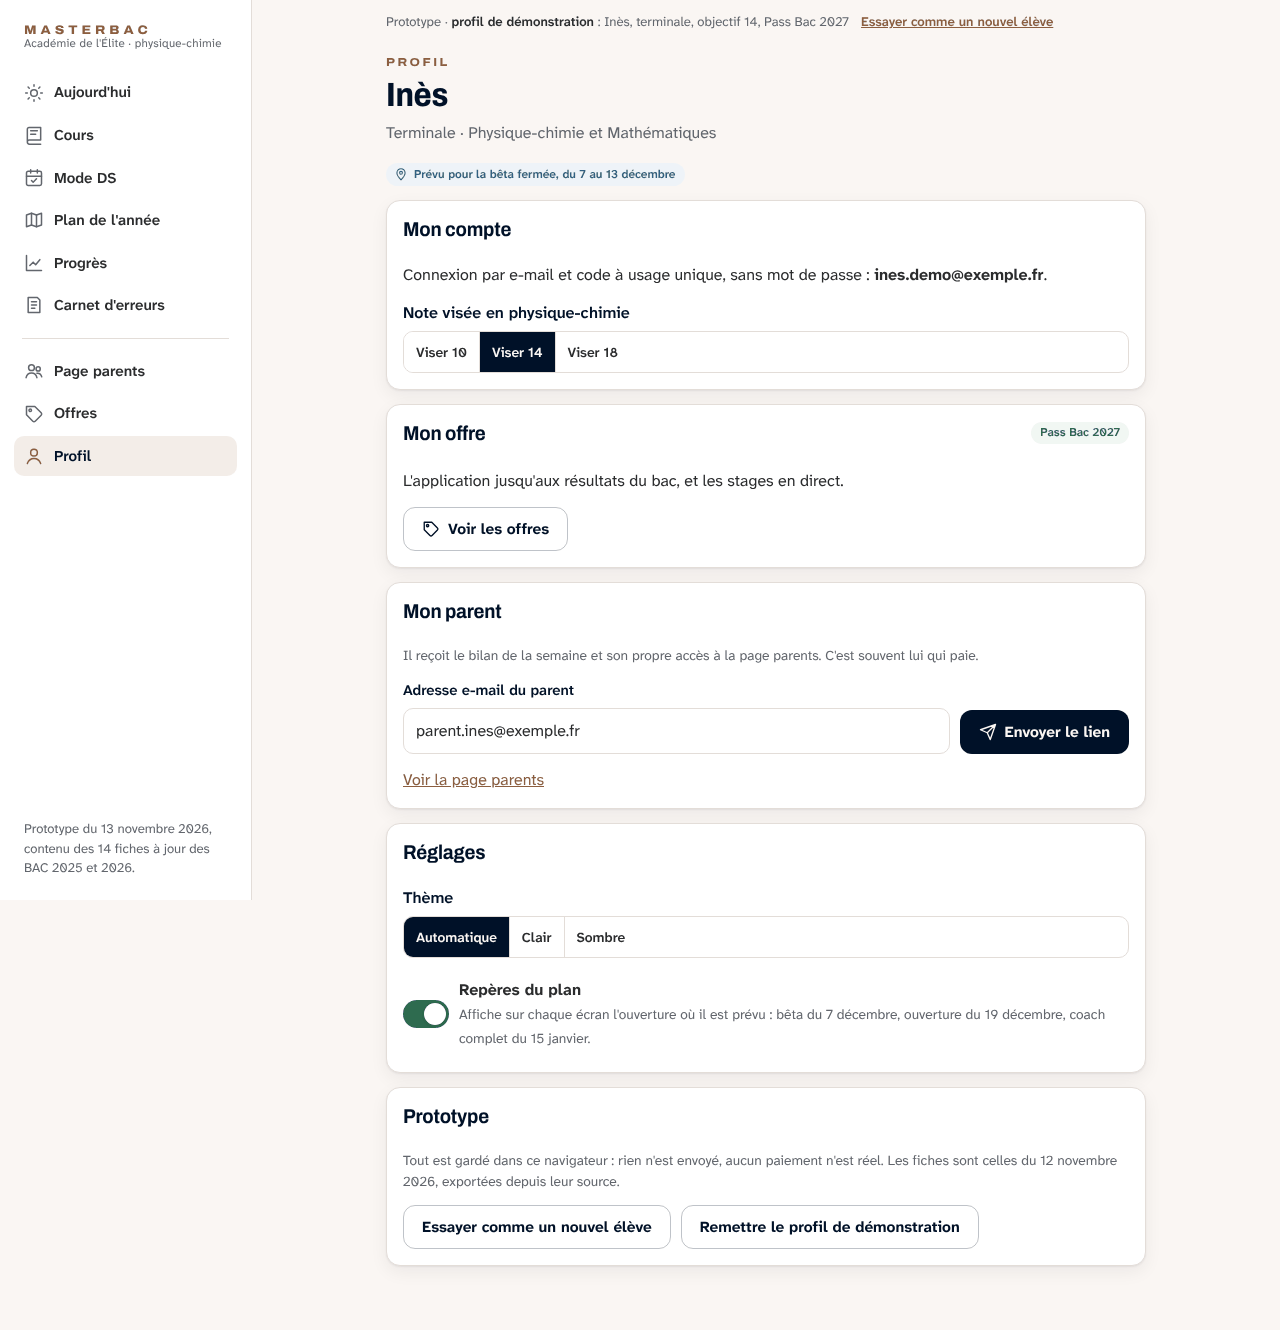 MASTERBAC
Académie de l'Élite · physique-chimie
Aujourd'hui
Cours
Mode DS
Plan de l'année
Progrès
Carnet d'erreurs
Page parents
Offres
Profil
Prototype du 13 novembre 2026,
contenu des 14 fiches à jour des
BAC 2025 et 2026.
Prototype · profil de démonstration : Inès, terminale, objectif 14, Pass Bac 2027 Essayer comme un nouvel élève
PROFIL
Inès
Terminale · Physique-chimie et Mathématiques
Prévu pour la bêta fermée, du 7 au 13 décembre
Mon compte
Connexion par e-mail et code à usage unique, sans mot de passe : ines.demo@exemple.fr.
Note visée en physique-chimie
Viser 10 Viser 14 Viser 18
Mon offre Pass Bac 2027
L'application jusqu'aux résultats du bac, et les stages en direct.
Voir les offres
Mon parent
Il reçoit le bilan de la semaine et son propre accès à la page parents. C'est souvent lui qui paie.
Adresse e-mail du parent
parent.ines@exemple.fr Envoyer le lien
Voir la page parents
Réglages
Thème
Automatique Clair Sombre
Repères du plan
Affiche sur chaque écran l'ouverture où il est prévu : bêta du 7 décembre, ouverture du 19 décembre, coach
complet du 15 janvier.
Prototype
Tout est gardé dans ce navigateur : rien n'est envoyé, aucun paiement n'est réel. Les fiches sont celles du 12 novembre
2026, exportées depuis leur source.
Essayer comme un nouvel élève Remettre le profil de démonstration